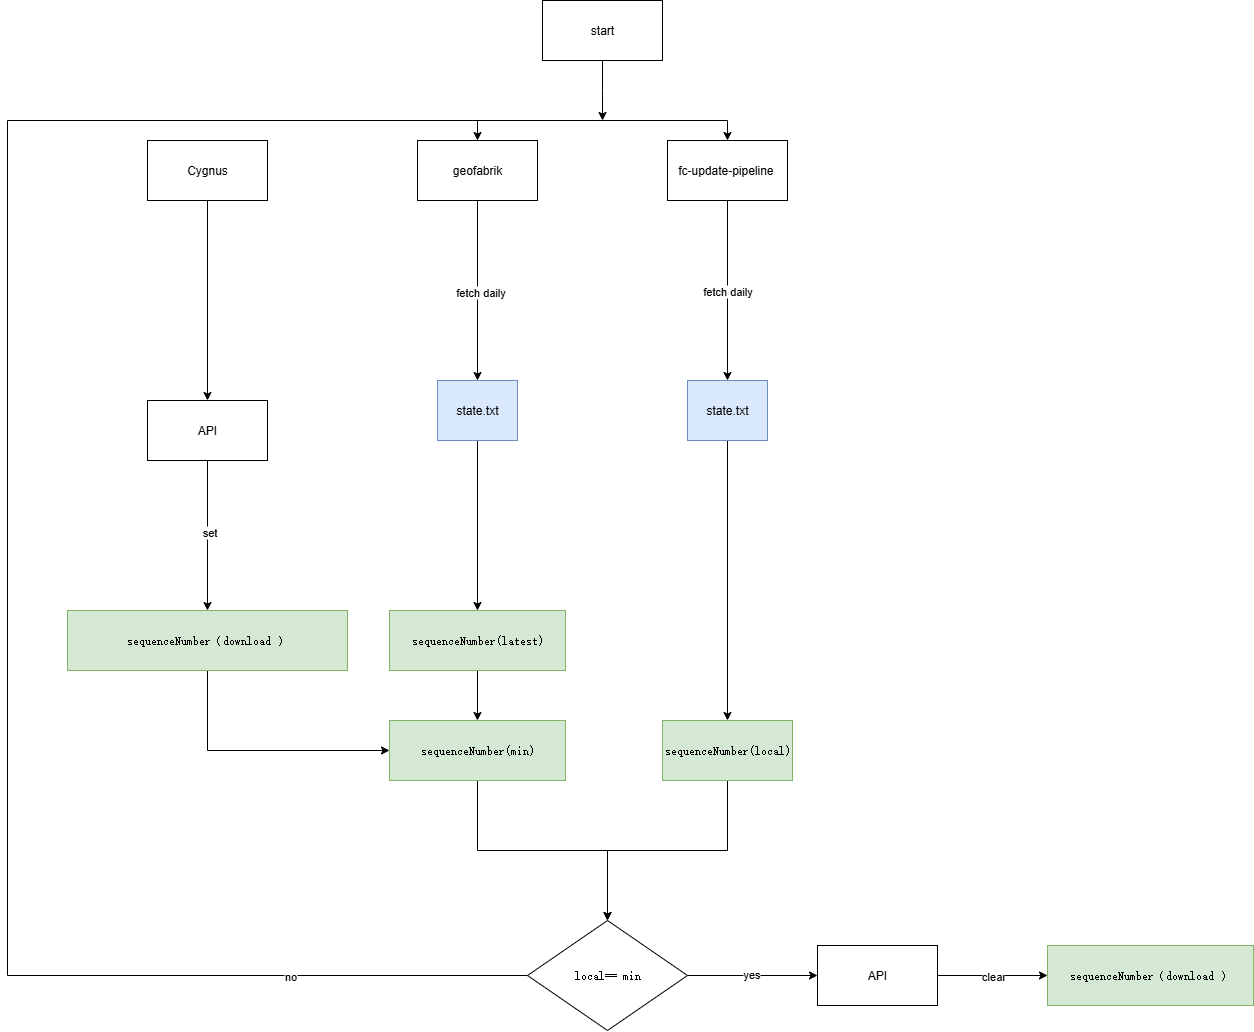 start
Cygnus
geofabrik
fc-update-pipeline
fetch daily
fetch daily
state.txt
state.txt
API
set
sequenceNumber（download ）
sequenceNumber(latest)
sequenceNumber(min)
sequenceNumber(local)
local== min
no
yes
API
clear
sequenceNumber（download ）